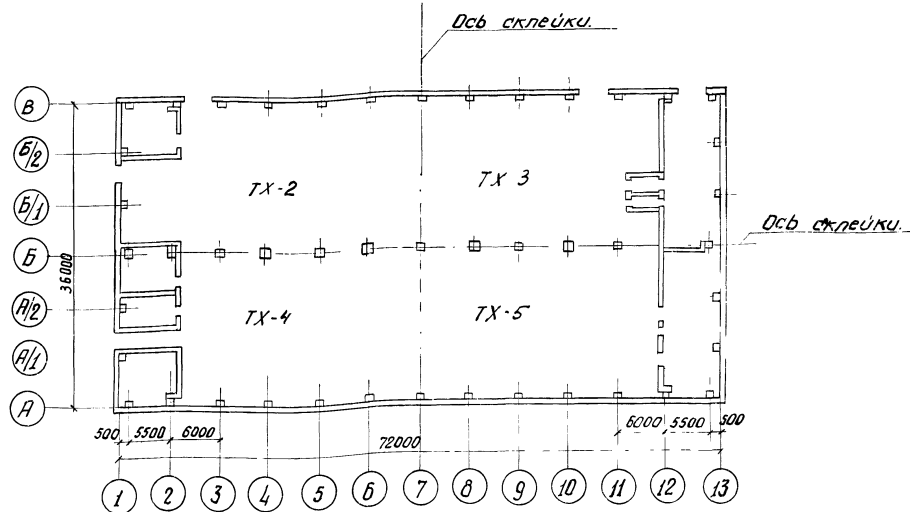 Ось склейки.
В
Б/2
Б/1
Б
А/2
А/1
А
36000
ТХ-2
ТХ 3
Ось склейки.
ТХ-4
ТХ-5
500
5500
6000
72000
6000
5500
500
1
2
3
4
5
6
7
8
9
10
11
12
13